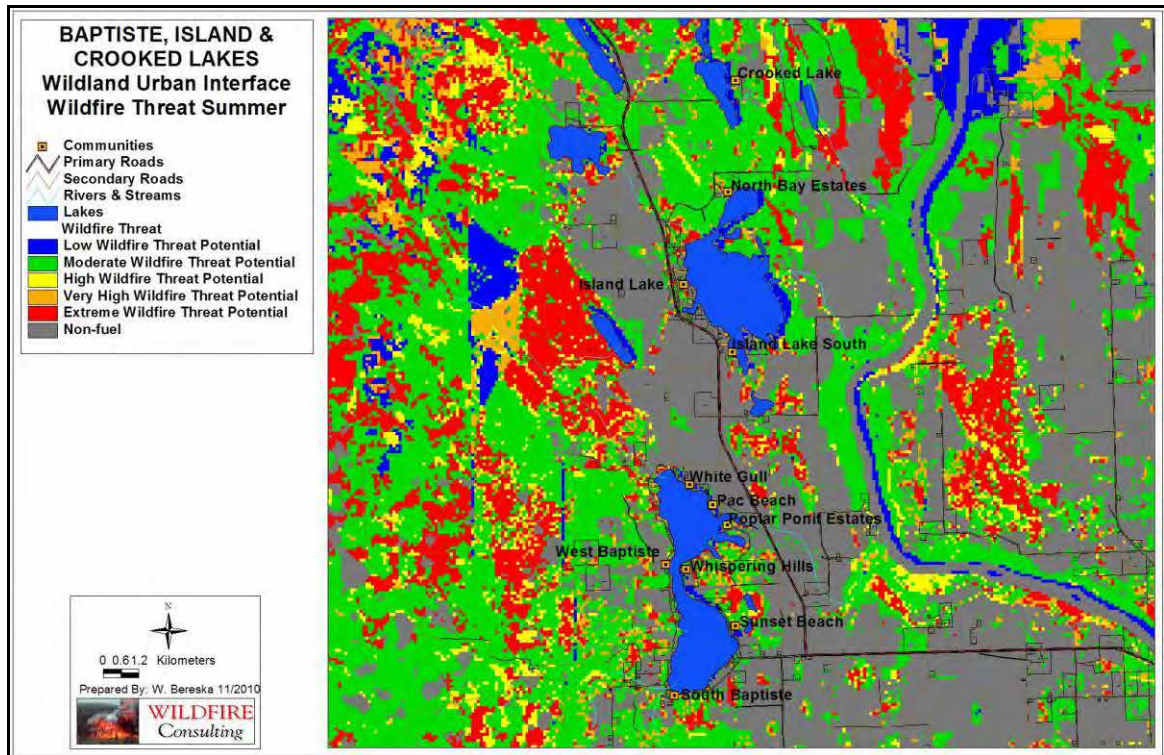 BAPTISTE, ISLAND &
CROOKED LAKES
Wildland Urban Interface
Wildfire Threat Summer
Communities
Primary Roads
Secondary Roads
Rivers & Streams
Lakes
Wildfire Threat
Low Wildfire Threat Potential
Moderate Wildfire Threat Potential
High Wildfire Threat Potential
Very High Wildfire Threat Potential
Extreme Wildfire Threat Potential
Non-fuel
Crooked Lake
North Bay Estates
Island Lake
Island Lake South
White Gull
Pac Beach
Poplar Ponit Estates
West Baptiste
Whispering Hills
Sunset Beach
South Baptiste
N
0 0.61.2 Kilometers
Prepared By: W. Bereska 11/2010
WILDFIRE
Consulting